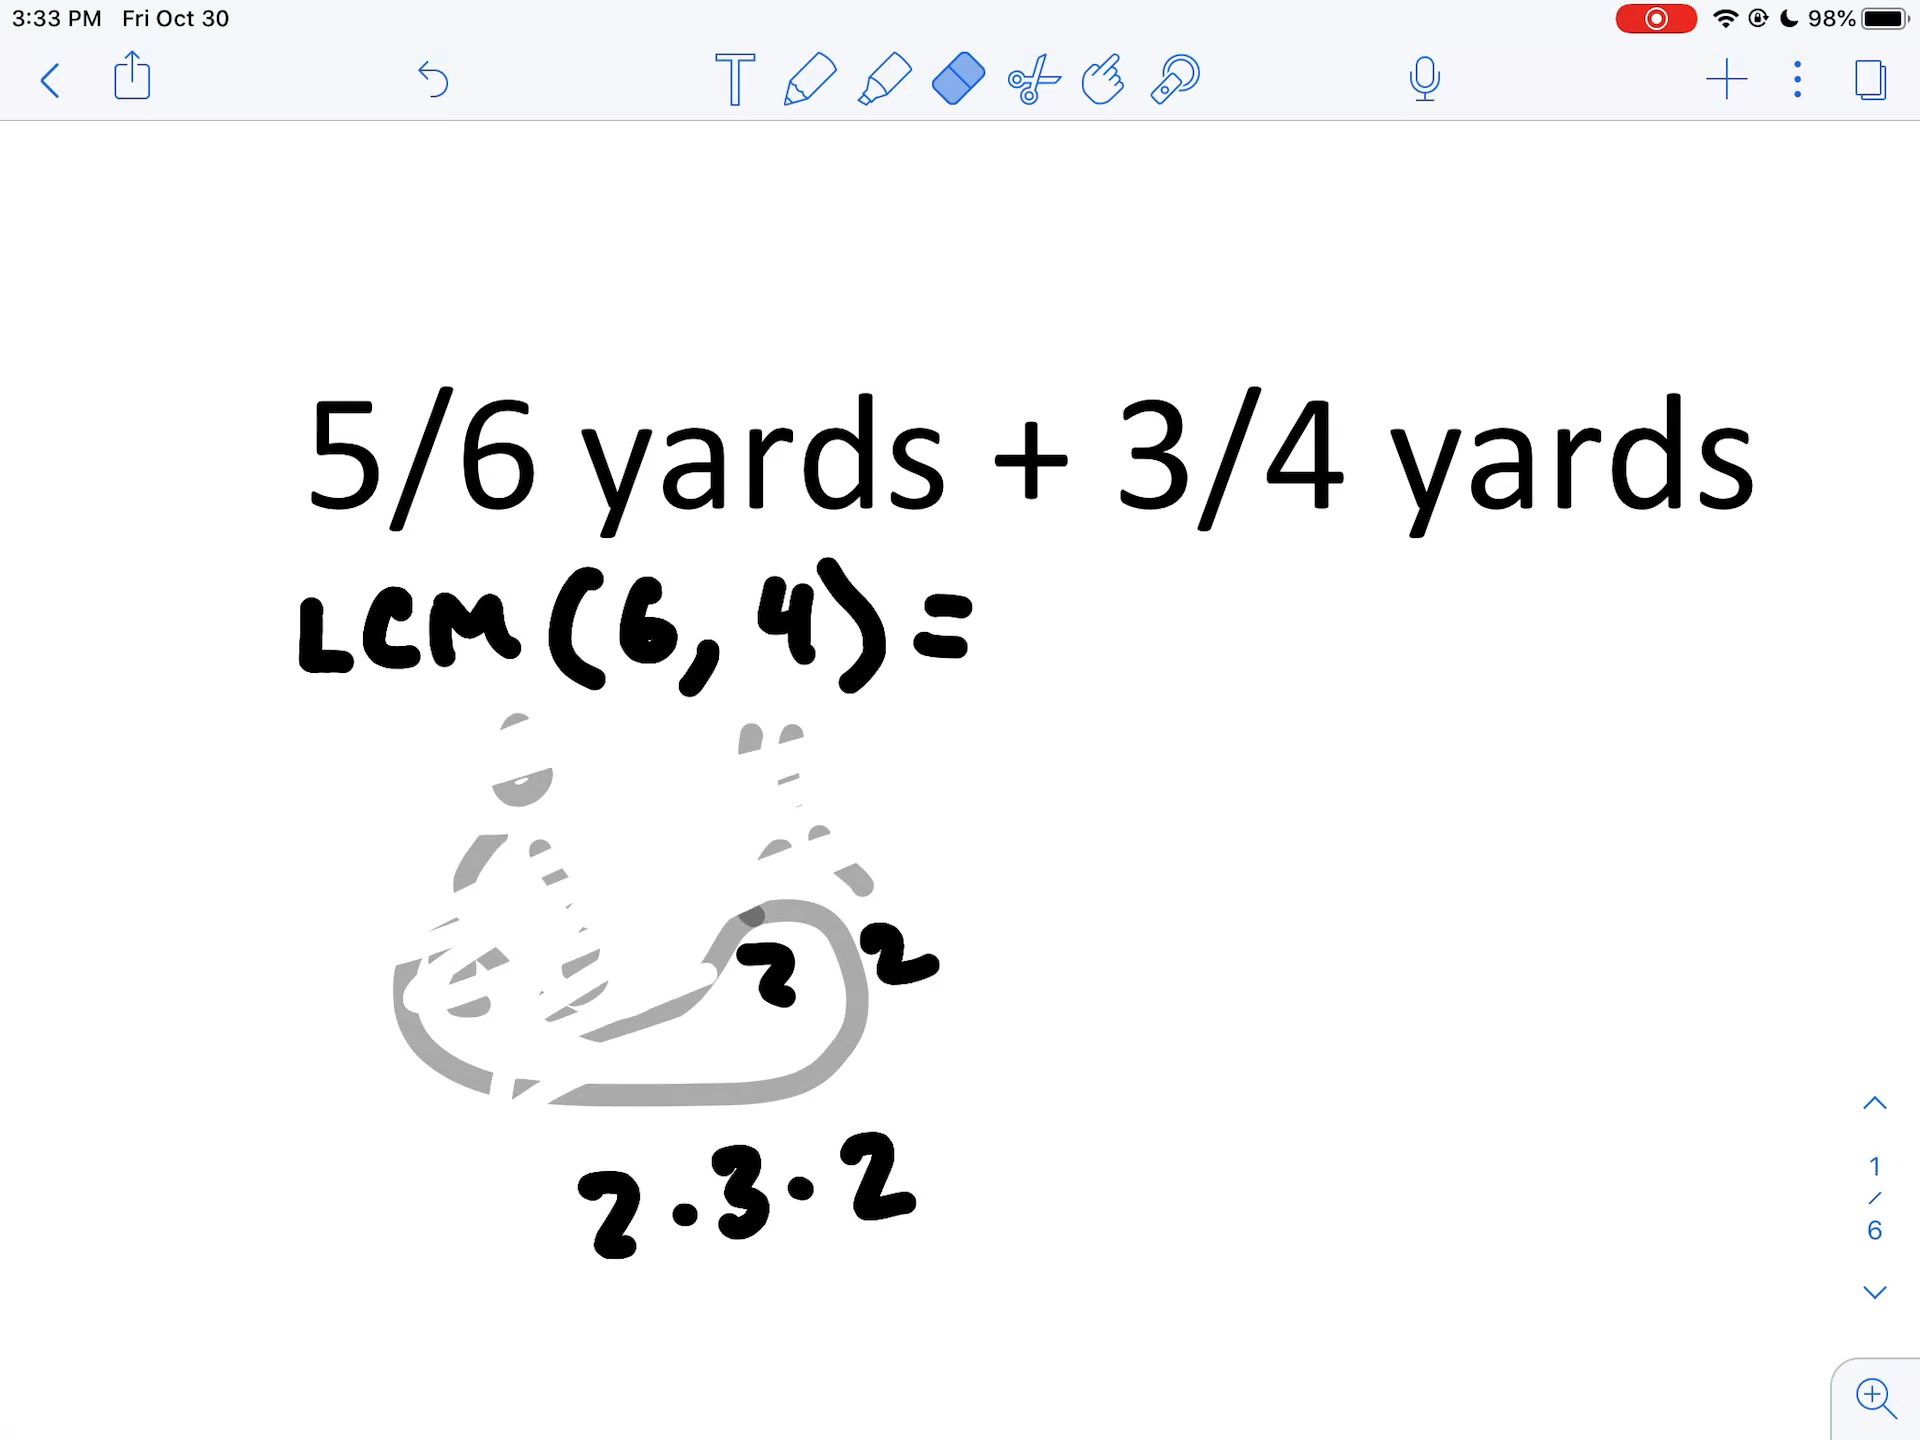 3:33 PM Fri Oct 30 98%
T
5/6 yards + 3/4 yards
LCM (6, 4) =
2 2
2 · 3 · 2
1
/
6